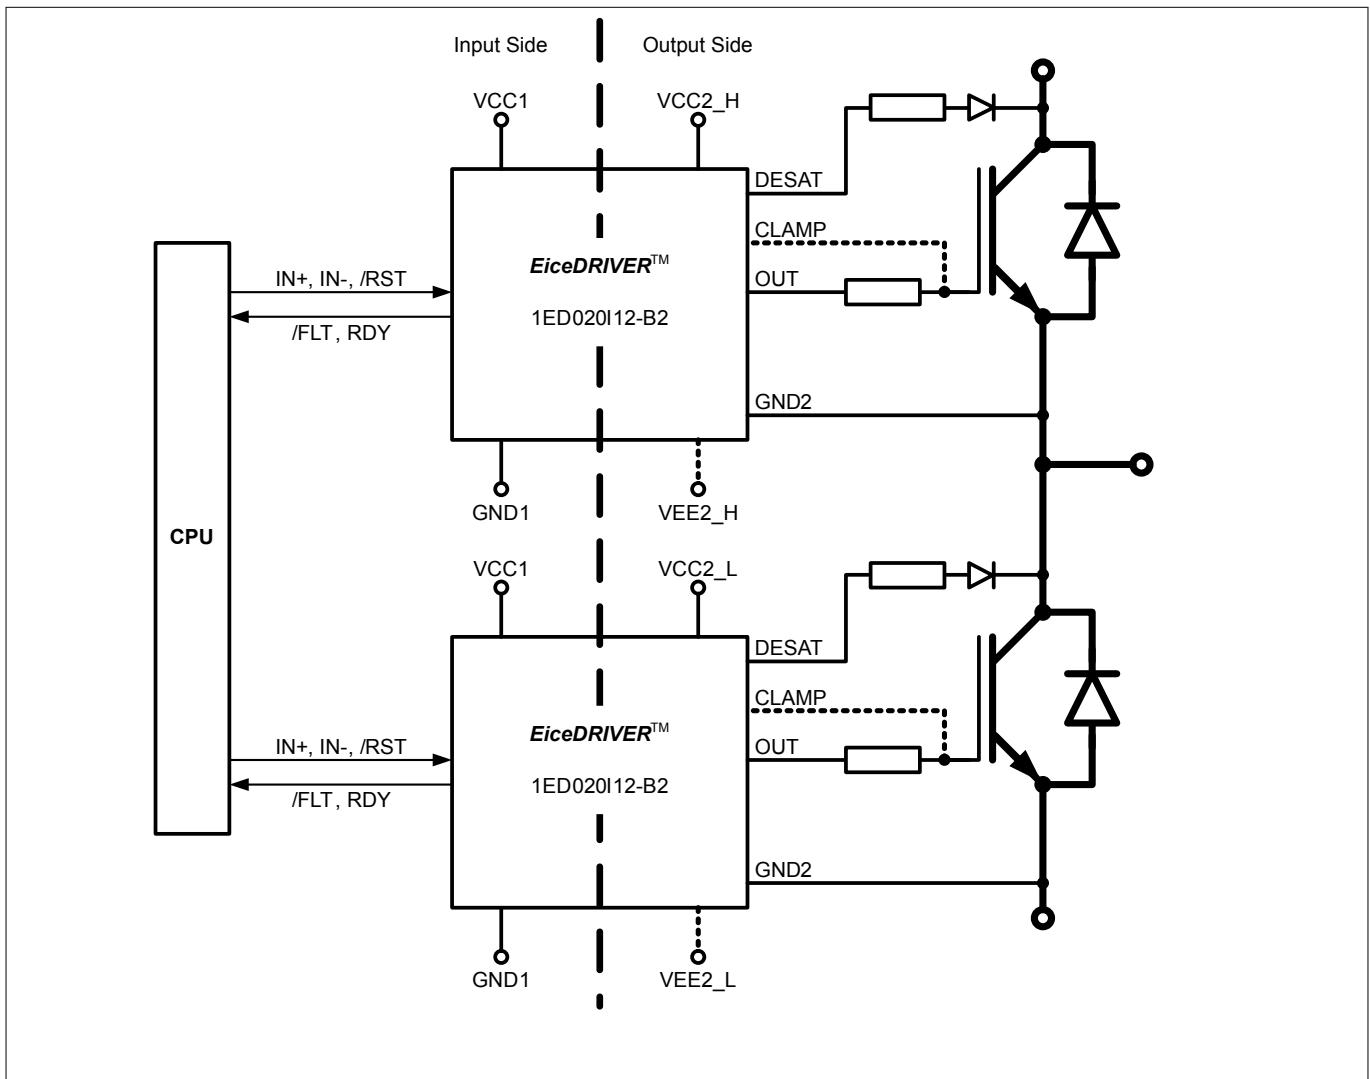 Input Side
Output Side
VCC1
VCC2_H
DESAT
CLAMP
EiceDRIVER™
IN+, IN-, /RST
OUT
1ED020I12-B2
/FLT, RDY
GND2
GND1
VEE2_H
CPU
VCC1
VCC2_L
DESAT
CLAMP
EiceDRIVER™
IN+, IN-, /RST
OUT
1ED020I12-B2
/FLT, RDY
GND2
GND1
VEE2_L